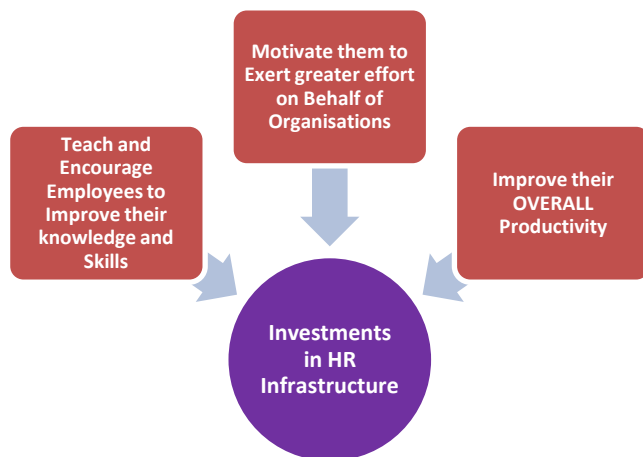 Teach and
Encourage
Employees to
Improve their
knowledge and
Skills
Motivate them to
Exert greater effort
on Behalf of
Organisations
Improve their
OVERALL
Productivity
Investments
in HR
Infrastructure